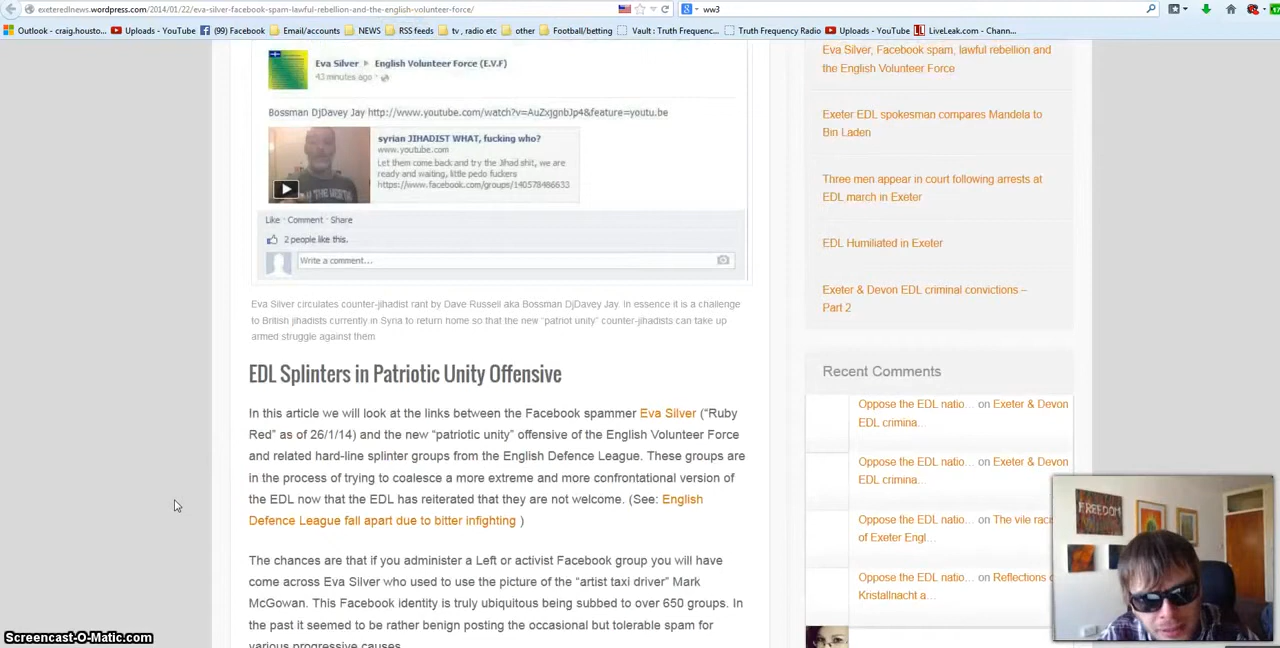 exeterednews.wordpress.com/2014/01/22/eva-silver-facebook-spam-lawful-rebellion-and-the-english-volunteer-force/
ww3
Outlook - craig.housto...
Uploads - YouTube
(99) Facebook
Email/accounts
NEWS
RSS feeds
tv , radio etc
other
Football/betting
Vault : Truth Frequenc...
Truth Frequency Radio
Uploads - YouTube
LiveLeak.com - Chann...
Eva Silver English Volunteer Force (E.V.F)
43 minutes ago
Bossman DjDavey Jay http://www.youtube.com/watch?v=AuZxjgnbJp4&feature=youtu.be
syrian JIHADIST WHAT, fucking who?
www.youtube.com
Let them come back and try the Jihad shit, we are
ready and waiting, little pedo fuckers
https://www.facebook.com/groups/140578486633
Like · Comment · Share
2 people like this.
Write a comment...
Eva Silver circulates counter-jihadist rant by Dave Russell aka Bossman DjDavey Jay. In essence it is a challenge
to British jihadists currently in Syria to return home so that the new "patriot unity" counter-jihadists can take up
armed struggle against them
EDL Splinters in Patriotic Unity Offensive
In this article we will look at the links between the Facebook spammer Eva Silver ("Ruby
Red" as of 26/1/14) and the new "patriotic unity" offensive of the English Volunteer Force
and related hard-line splinter groups from the English Defence League. These groups are
in the process of trying to coalesce a more extreme and more confrontational version of
the EDL now that the EDL has reiterated that they are not welcome. (See: English
Defence League fall apart due to bitter infighting )
The chances are that if you administer a Left or activist Facebook group you will have
come across Eva Silver who used to use the picture of the "artist taxi driver" Mark
McGowan. This Facebook identity is truly ubiquitous being subbed to over 650 groups. In
the past it seemed to be rather benign posting the occasional but tolerable spam for
various progressive causes.
Eva Silver, Facebook spam, lawful rebellion
and the English Volunteer Force
Exeter EDL spokesman compares Mandela to
Bin Laden
Three men appear in court following arrests at
EDL march in Exeter
EDL Humiliated in Exeter
Exeter & Devon EDL criminal convictions –
Part 2
Recent Comments
Oppose the EDL natio... on Exeter & Devon
EDL crimina...
Oppose the EDL natio... on Exeter & Devon
EDL crimina...
Oppose the EDL natio... on The vile raci
of Exeter Engl...
Oppose the EDL natio... on Reflections
Kristallnacht a...
FREEDOM
Screencast-O-Matic.com